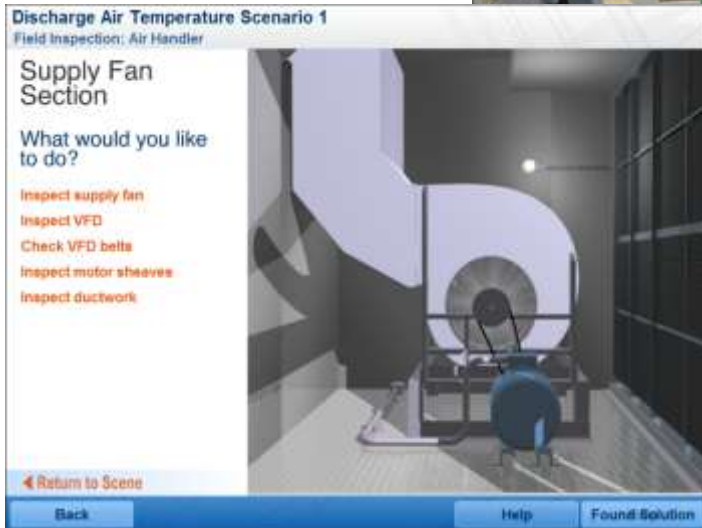 Discharge Air Temperature Scenario 1
Field Inspection: Air Handler
Supply Fan
Section
What would you like
to do?
Inspect supply fan
Inspect VFD
Check VFD belts
Inspect motor sheaves
Inspect ductwork
Return to Scene
Back
Help
Found Solution